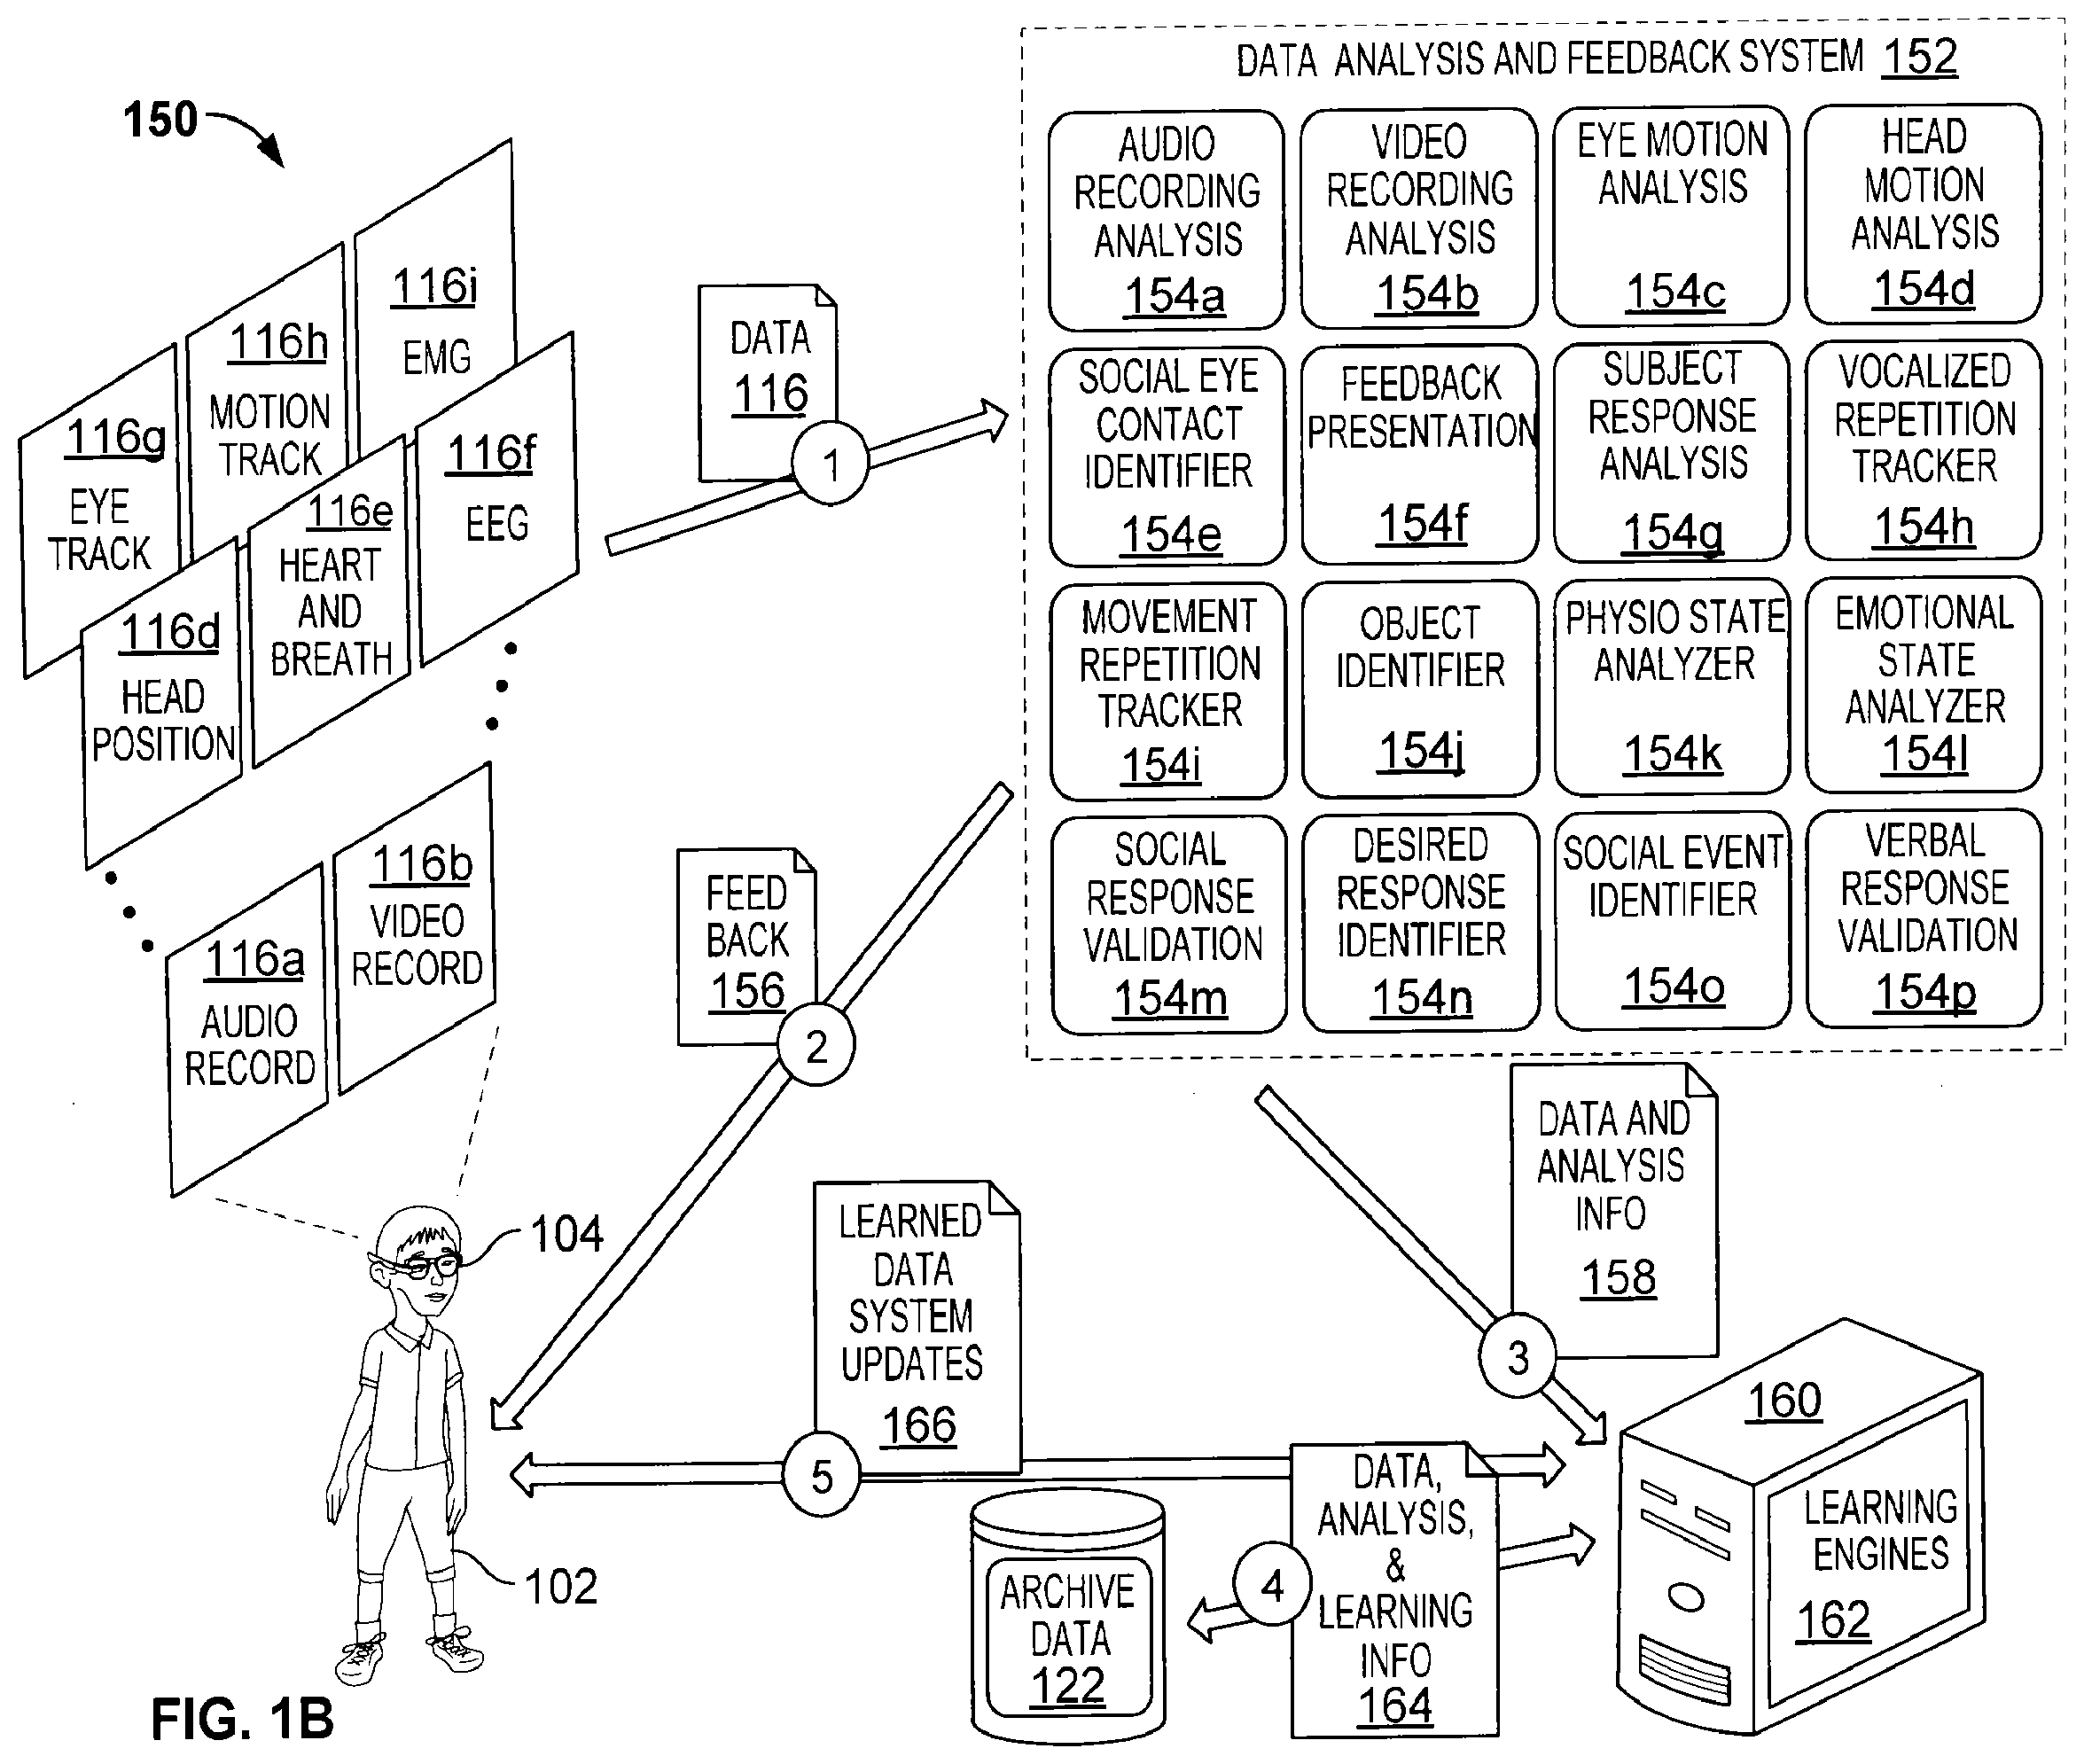 DATA ANALYSIS AND FEEDBACK SYSTEM 152
150
AUDIO
RECORDING
ANALYSIS
154a
VIDEO
RECORDING
ANALYSIS
154b
EYE MOTION
ANALYSIS
154c
HEAD
MOTION
ANALYSIS
154d
116i
EMG
116h
MOTION
TRACK
116g
EYE
TRACK
116f
EEG
116e
HEART
AND
BREATH
116d
HEAD
POSITION
DATA
116
1
SOCIAL EYE
CONTACT
IDENTIFIER
154e
FEEDBACK
PRESENTATION
154f
SUBJECT
RESPONSE
ANALYSIS
154g
VOCALIZED
REPETITION
TRACKER
154h
MOVEMENT
REPETITION
TRACKER
154i
OBJECT
IDENTIFIER
154j
PHYSIO STATE
ANALYZER
154k
EMOTIONAL
STATE
ANALYZER
154l
SOCIAL
RESPONSE
VALIDATION
154m
DESIRED
RESPONSE
IDENTIFIER
154n
SOCIAL EVENT
IDENTIFIER
154o
VERBAL
RESPONSE
VALIDATION
154p
116b
VIDEO
RECORD
116a
AUDIO
RECORD
FEED
BACK
156
2
DATA AND
ANALYSIS
INFO
158
3
LEARNED
DATA
SYSTEM
UPDATES
166
5
104
102
160
LEARNING
ENGINES
162
DATA,
ANALYSIS,
&
LEARNING
INFO
164
4
ARCHIVE
DATA
122
FIG. 1B